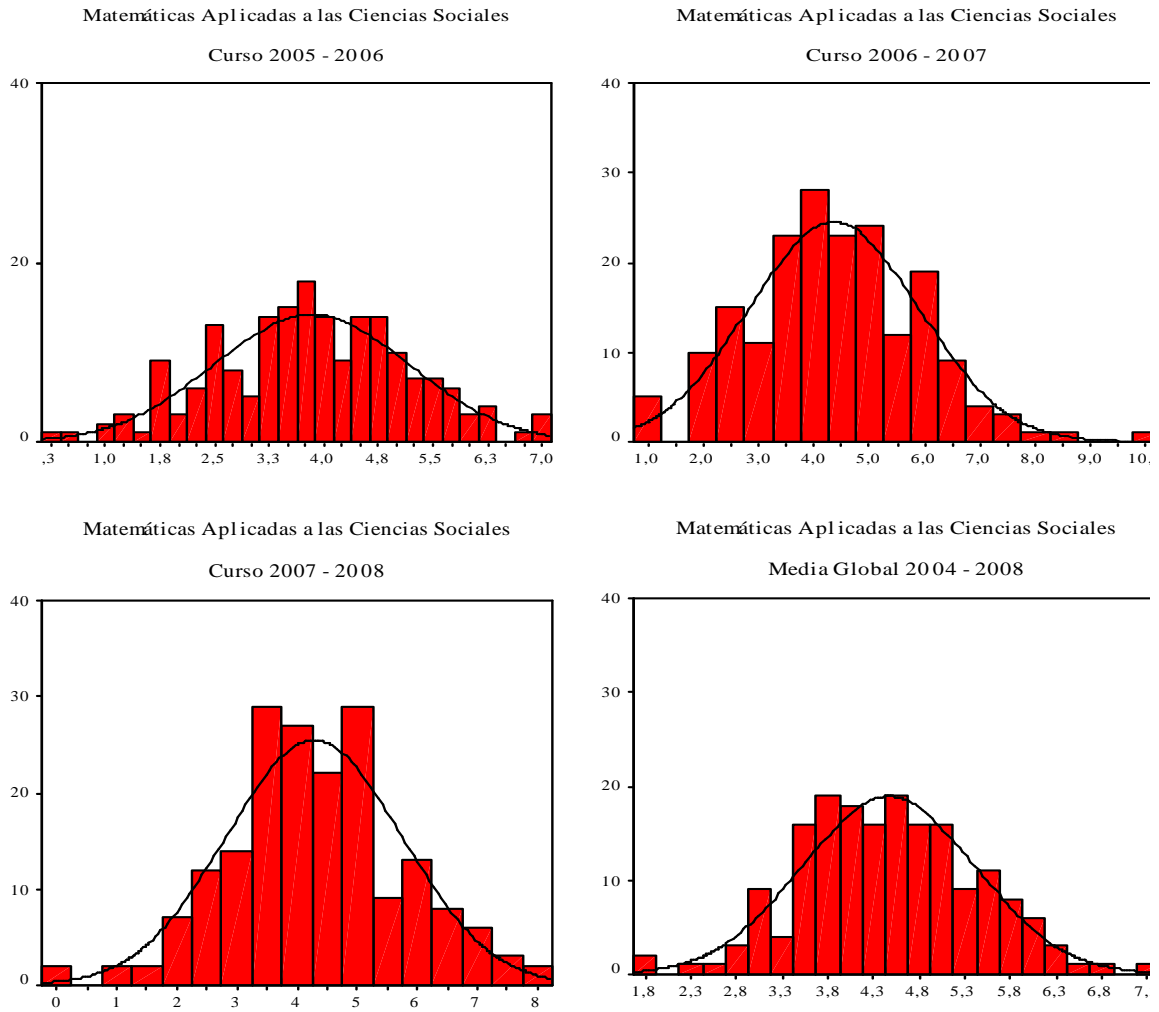 Matemáticas Aplicadas a las Ciencias Sociales
Curso 2005 - 2006
40
20
0
,3 1,0 1,8 2,5 3,3 4,0 4,8 5,5 6,3 7,0
Matemáticas Aplicadas a las Ciencias Sociales
Curso 2006 - 2007
40
30
20
10
0
1,0 2,0 3,0 4,0 5,0 6,0 7,0 8,0 9,0 10,
Matemáticas Aplicadas a las Ciencias Sociales
Curso 2007 - 2008
40
30
20
10
0
0 1 2 3 4 5 6 7 8
Matemáticas Aplicadas a las Ciencias Sociales
Media Global 2004 - 2008
40
30
20
10
0
1,8 2,3 2,8 3,3 3,8 4,3 4,8 5,3 5,8 6,3 6,8 7,